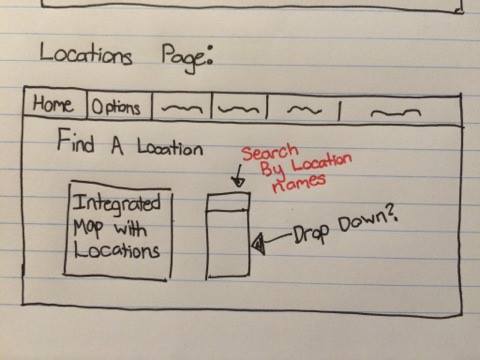 Locations Page:
Home Options
Find A Location
Search
By Location
names
Integrated
Map with
Locations
Drop Down?